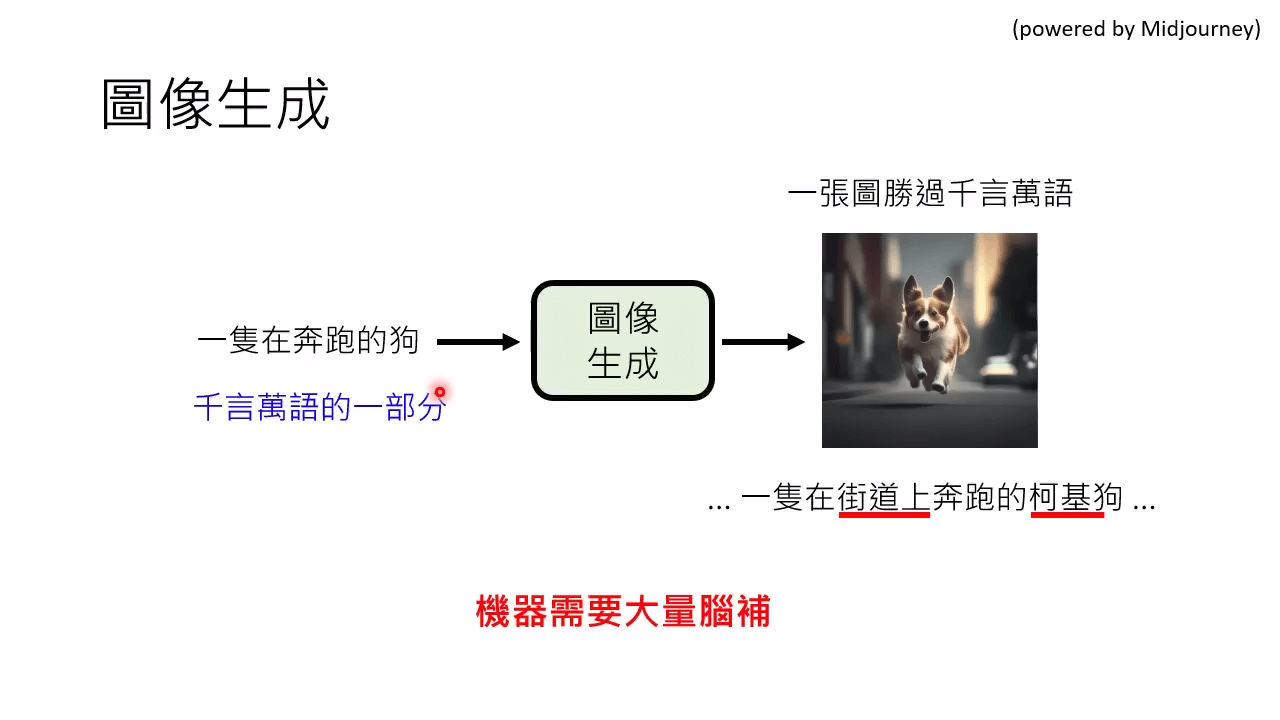 (powered by Midjourney)
圖像生成
一張圖勝過千言萬語
一隻在奔跑的狗
圖像
生成
千言萬語的一部分
... 一隻在街道上奔跑的柯基狗 ...
機器需要大量腦補